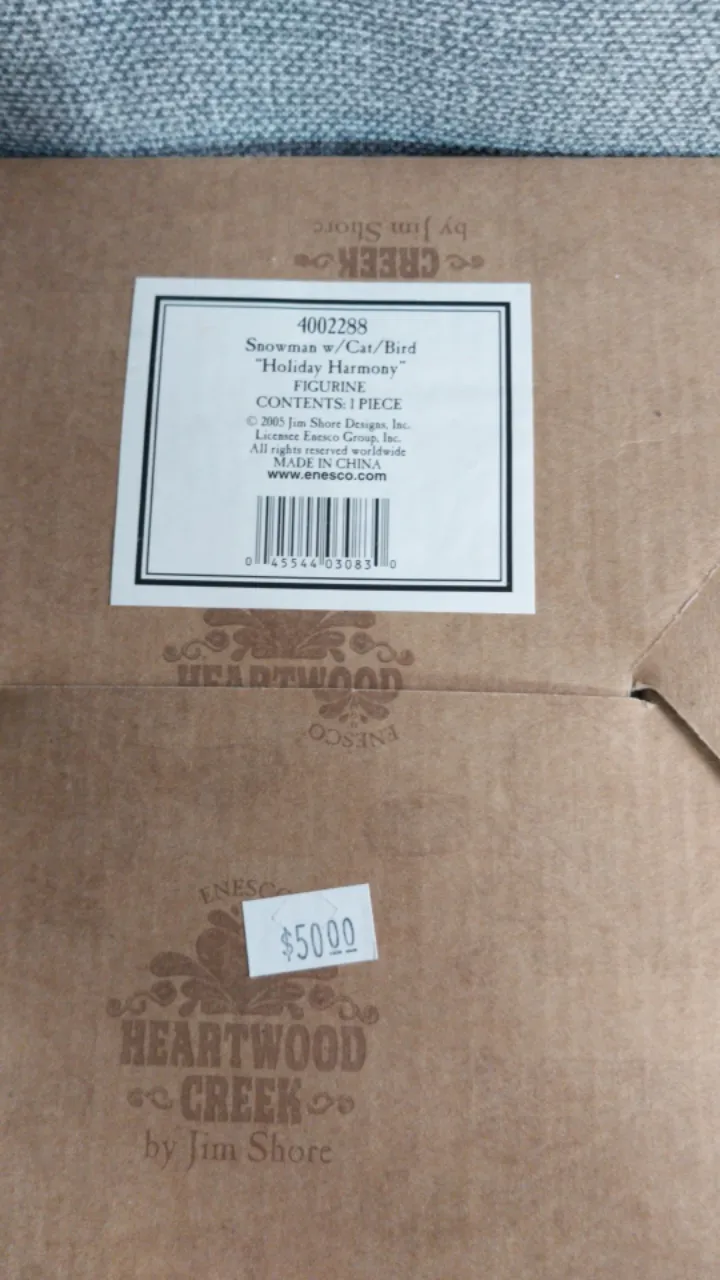 by Jim Shore
CREEK
4002288
Snowman w/Cat/Bird
"Holiday Harmony"
FIGURINE
CONTENTS: 1 PIECE
© 2005 Jim Shore Designs, Inc.
Licensee Enesco Group, Inc.
All rights reserved worldwide
MADE IN CHINA
www.enesco.com
0 45544 03083 0
HEARTWOOD
ENESCO
ENESCO
$5000
HEARTWOOD
CREEK
by Jim Shore